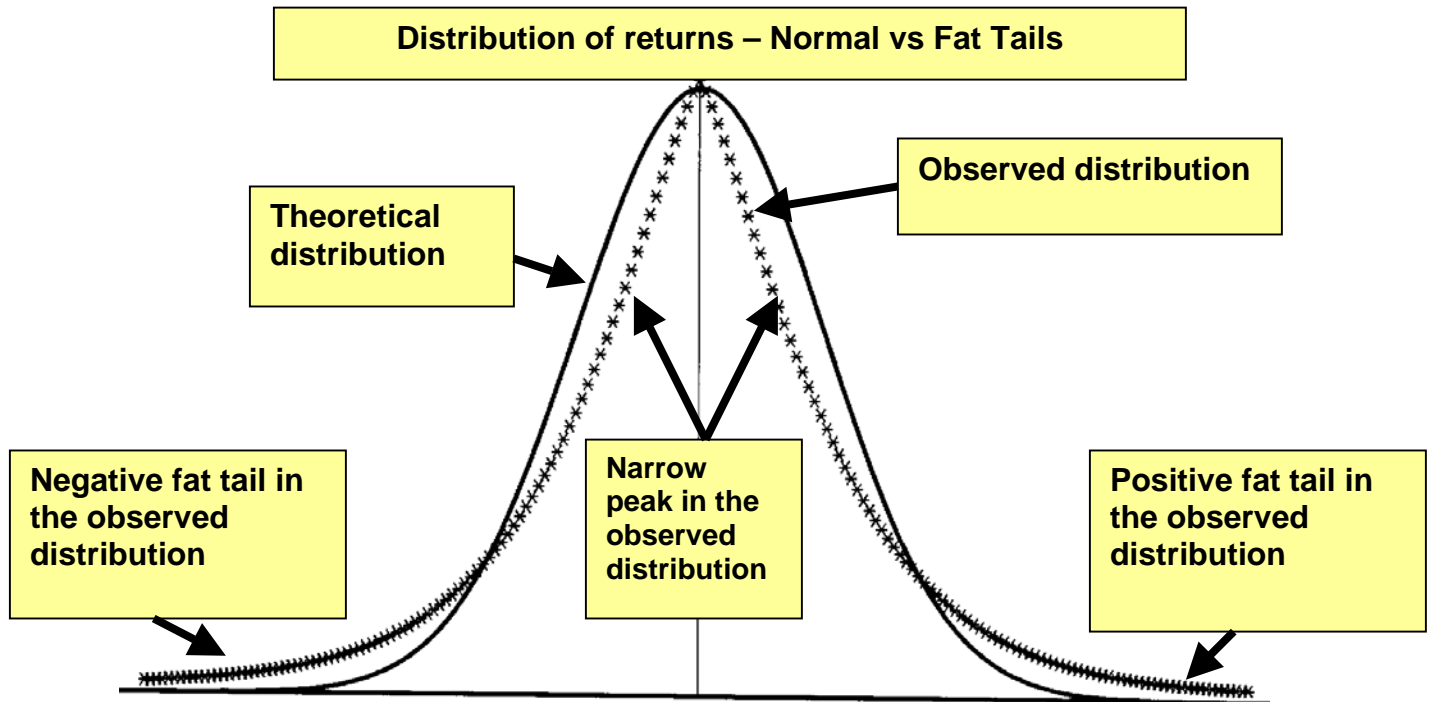 Distribution of returns – Normal vs Fat Tails
Observed distribution
Theoretical
distribution
Negative fat tail in
the observed
distribution
Narrow
peak in the
observed
distribution
Positive fat tail in
the observed
distribution